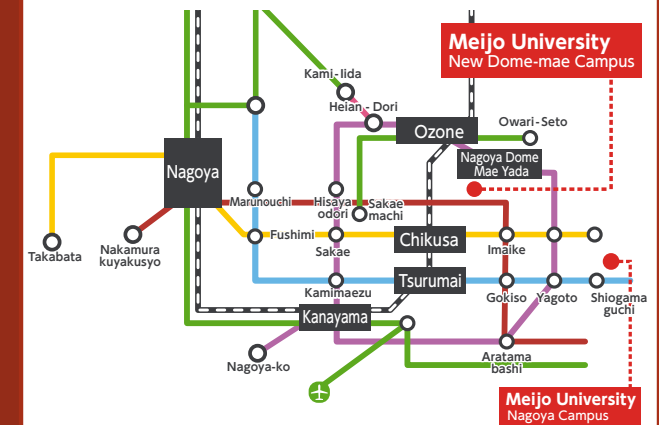 Meijo University
New Dome-mae Campus
Kami-Iida
Heian-Dori
Ozone
Owari-Seto
Nagoya Dome
Mae Yada
Nagoya
Marunouchi
Hisaya
odori
Sakae
machi
Takabata
Nakamura
kuyakusyo
Fushimi
Sakae
Chikusa
Imaike
Tsurumai
Kamimaezu
Gokiso
Yagoto
Shiogama
guchi
Kanayama
Nagoya-ko
Aratama
bashi
Meijo University
Nagoya Campus